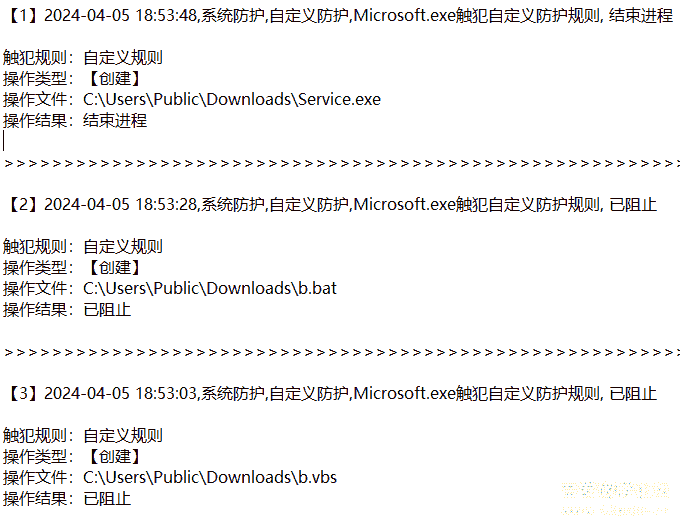 【1】2024-04-05 18:53:48,系统防护,自定义防护,Microsoft.exe触犯自定义防护规则, 结束进程
触犯规则：自定义规则
操作类型：【创建】
操作文件：C:\Users\Public\Downloads\Service.exe
操作结果：结束进程
>>>>>>>>>>>>>>>>>>>>>>>>>>>>>>>>>>>>>>>>>>>>>>>>>>>>>>>>>
【2】2024-04-05 18:53:28,系统防护,自定义防护,Microsoft.exe触犯自定义防护规则, 已阻止
触犯规则：自定义规则
操作类型：【创建】
操作文件：C:\Users\Public\Downloads\b.bat
操作结果：已阻止
>>>>>>>>>>>>>>>>>>>>>>>>>>>>>>>>>>>>>>>>>>>>>>>>>>>>>>>>>
【3】2024-04-05 18:53:03,系统防护,自定义防护,Microsoft.exe触犯自定义防护规则, 已阻止
触犯规则：自定义规则
操作类型：【创建】
操作文件：C:\Users\Public\Downloads\b.vbs
操作结果：已阻止